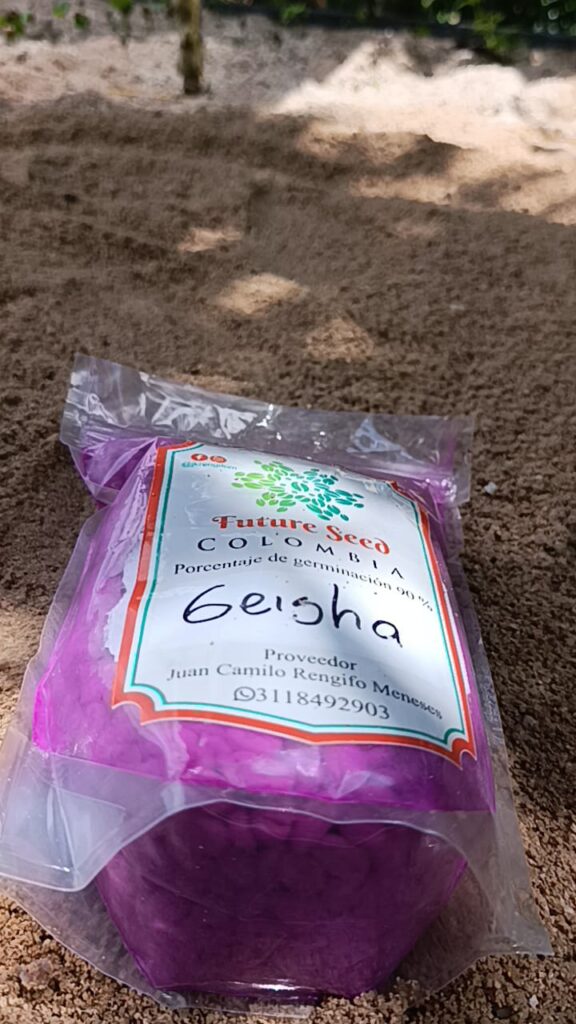 Future Seed
COLOMBIA
Porcentaje de germinación 90 %
Geisha
Proveedor
Juan Camilo Rengifo Meneses
3118492903